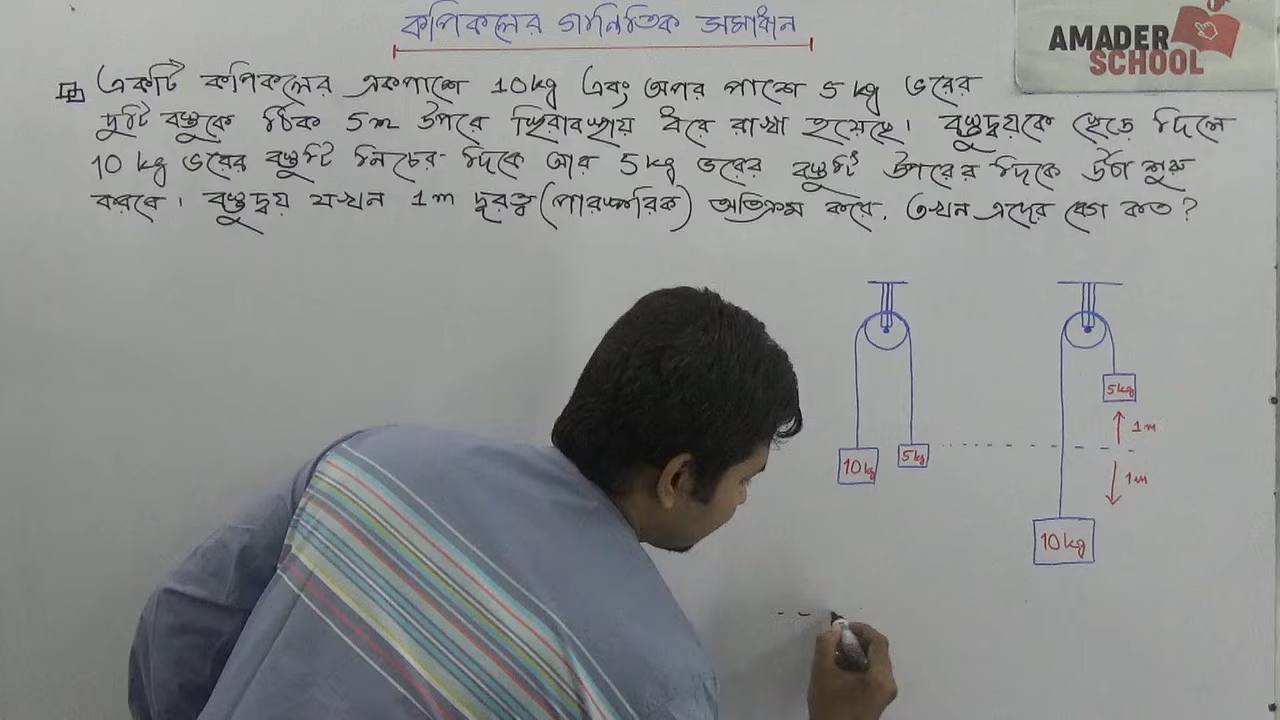 কপিকলের গানিতিক সমাধান
AMADER
SCHOOL
একটি কপিকলের একপাশে 10kg এবং অপর পাশে 5kg ভরের
দুটি বস্তুকে ঠিক 5m উপরে স্থিরাবস্থায় ধরে রাখা হয়েছে। বস্তুদ্বয়কে ছেড়ে দিলে
10 kg ভরের বস্তুটি নিচের দিকে আর 5kg ভরের বস্তুটি উপরের দিকে উঠা শুরু
করবে। বস্তুদ্বয় যখন 1m দূরত্ব (পারস্পরিক) অতিক্রম করে, তখন এদের বেগ কত?
5kg
1m
10kg 5kg
1m
10kg